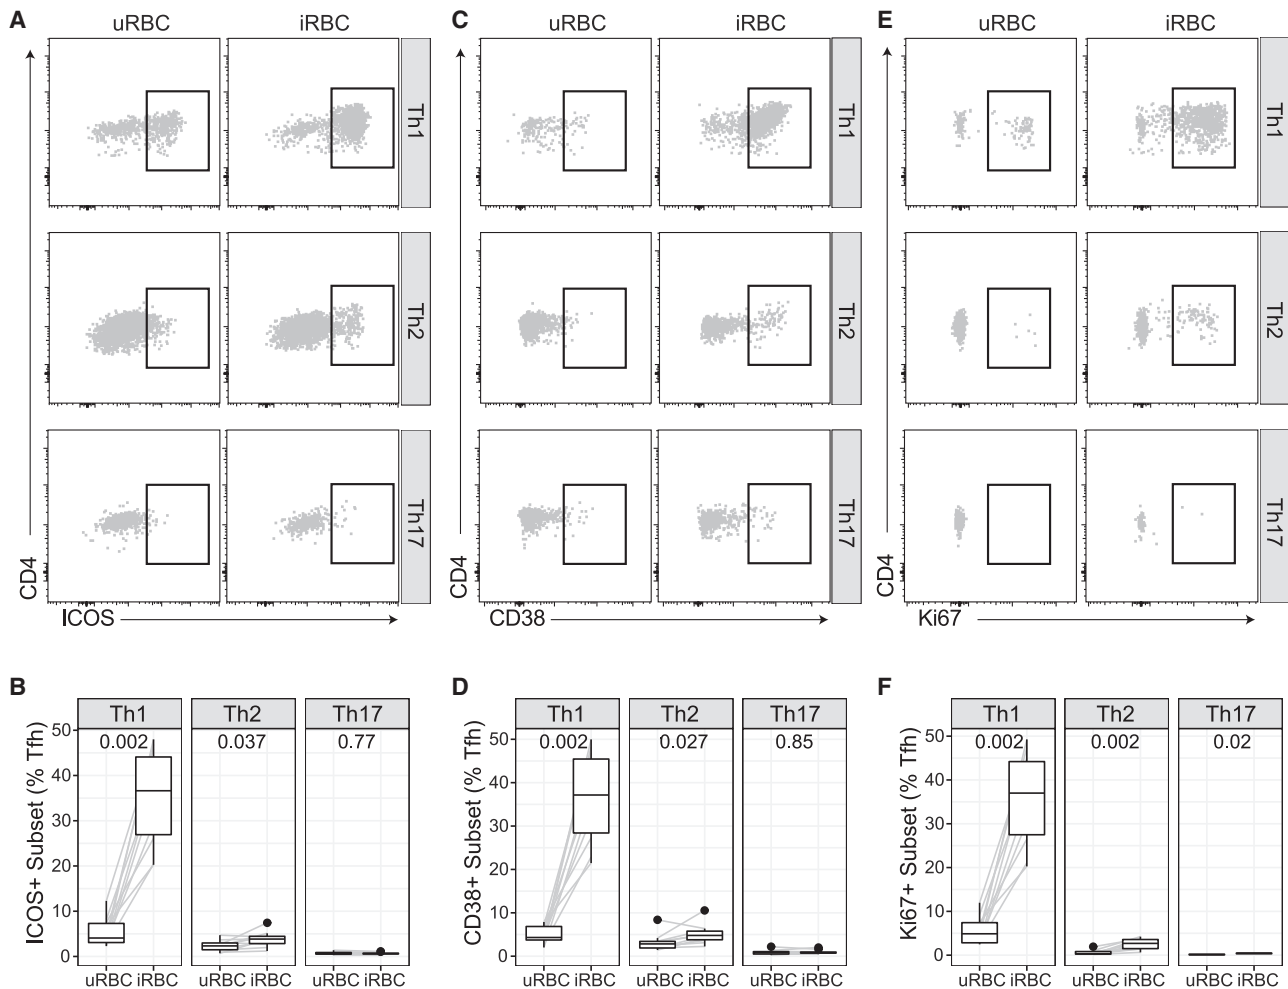 A
C
E
uRBC
iRBC
uRBC
iRBC
uRBC
iRBC
Th1
Th1
Th1
Th2
Th2
Th2
Th17
Th17
Th17
CD4
CD4
CD4
ICOS
CD38
Ki67
B
D
F
Th1
Th2
Th17
0.002
0.037
0.77
ICOS+ Subset (% Tfh)
50
40
30
20
10
0
uRBC iRBC
uRBC iRBC
uRBC iRBC
Th1
Th2
Th17
0.002
0.027
0.85
CD38+ Subset (% Tfh)
50
40
30
20
10
0
uRBC iRBC
uRBC iRBC
uRBC iRBC
Th1
Th2
Th17
0.002
0.002
0.02
Ki67+ Subset (% Tfh)
50
40
30
20
10
0
uRBC iRBC
uRBC iRBC
uRBC iRBC